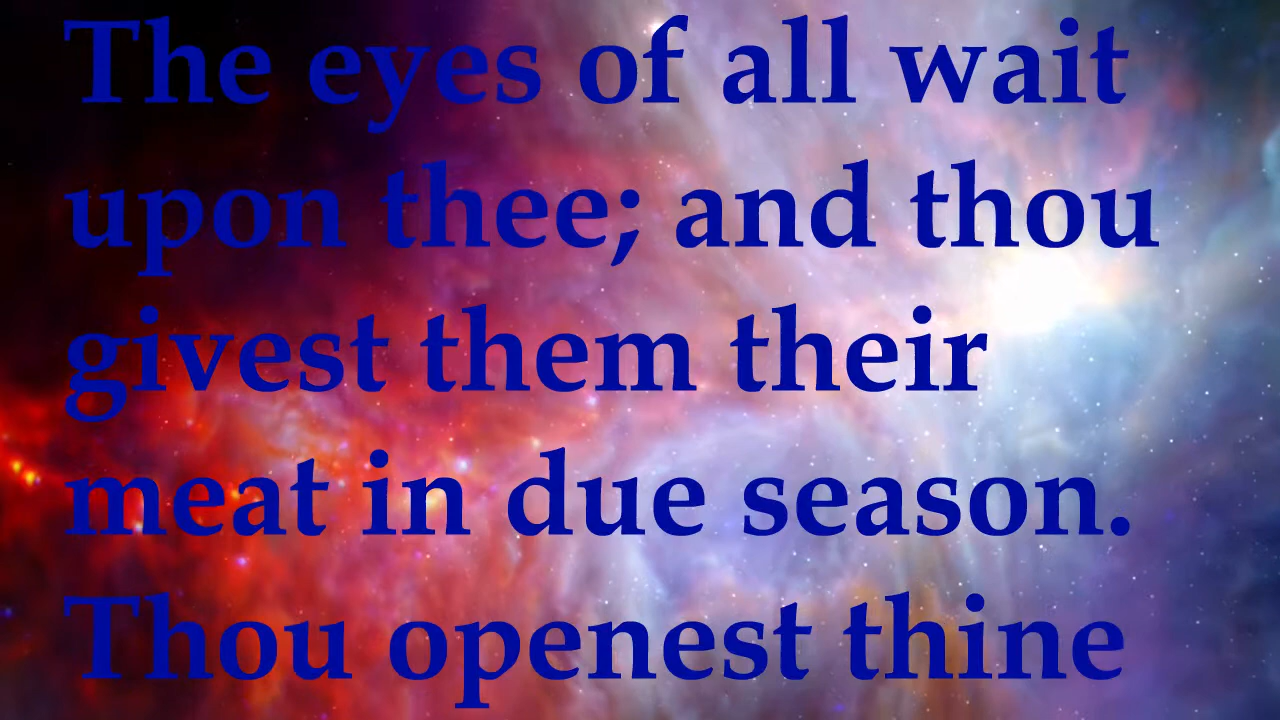 The eyes of all wait
upon thee; and thou
givest them their
meat in due season.
Thou openest thine